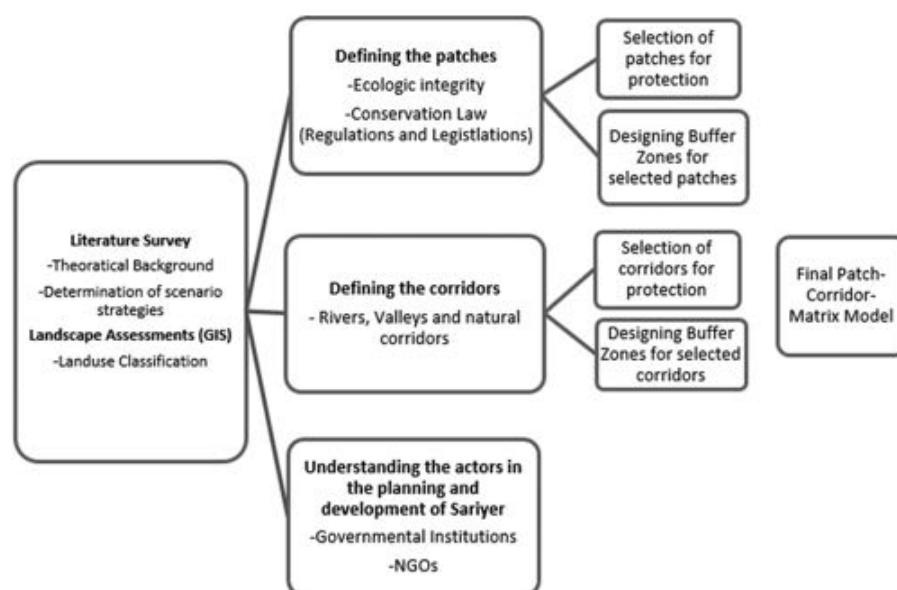 Literature Survey
-Theoratical Background
-Determination of scenario
strategies
Landscape Assessments (GIS)
-Landuse Classification
Defining the patches
-Ecologic integrity
-Conservation Law
(Regulations and Legistlations)
Selection of
patches for
protection
Designing Buffer
Zones for
selected patches
Defining the corridors
- Rivers, Valleys and natural
corridors
Selection of
corridors for
protection
Designing Buffer
Zones for selected
corridors
Understanding the actors in
the planning and
development of Sariyer
-Governmental Institutions
-NGOs
Final Patch-
Corridor-
Matrix Model